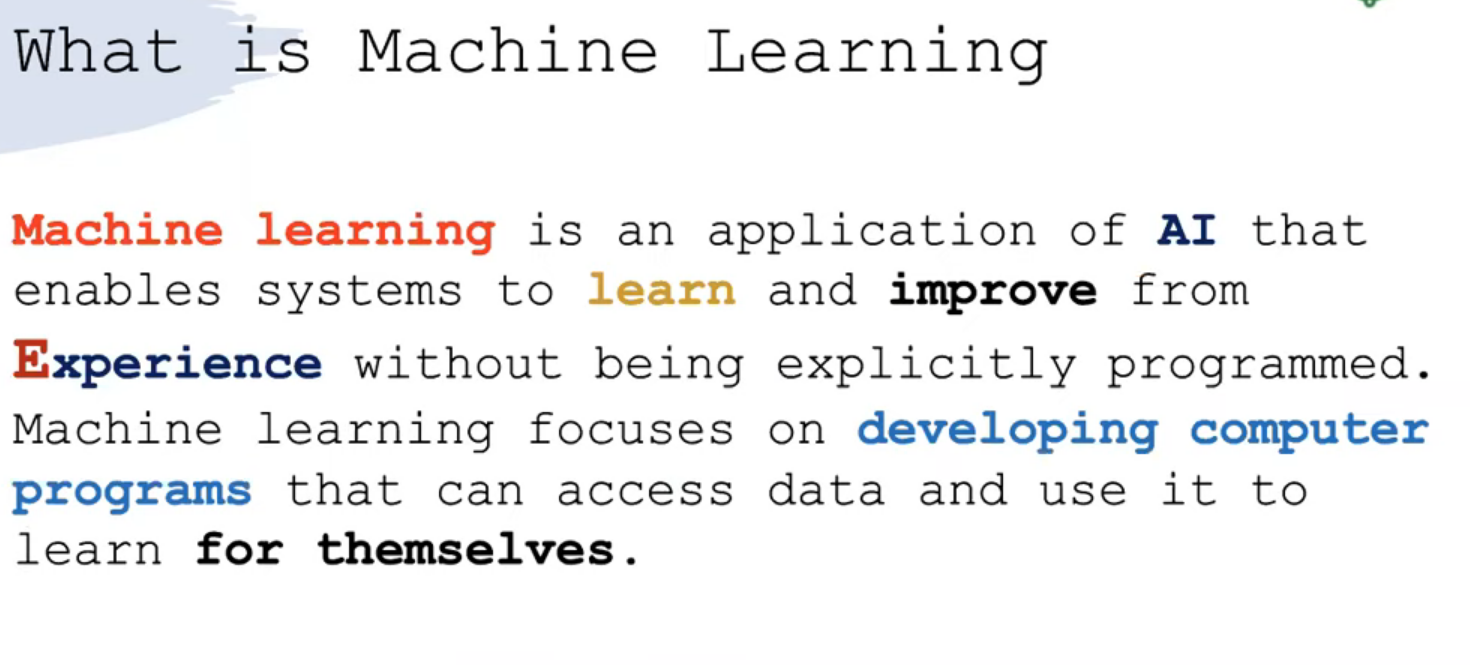 What is Machine Learning
Machine learning is an application of AI that
enables systems to learn and improve from
Experience without being explicitly programmed.
Machine learning focuses on developing computer
programs that can access data and use it to
learn for themselves.